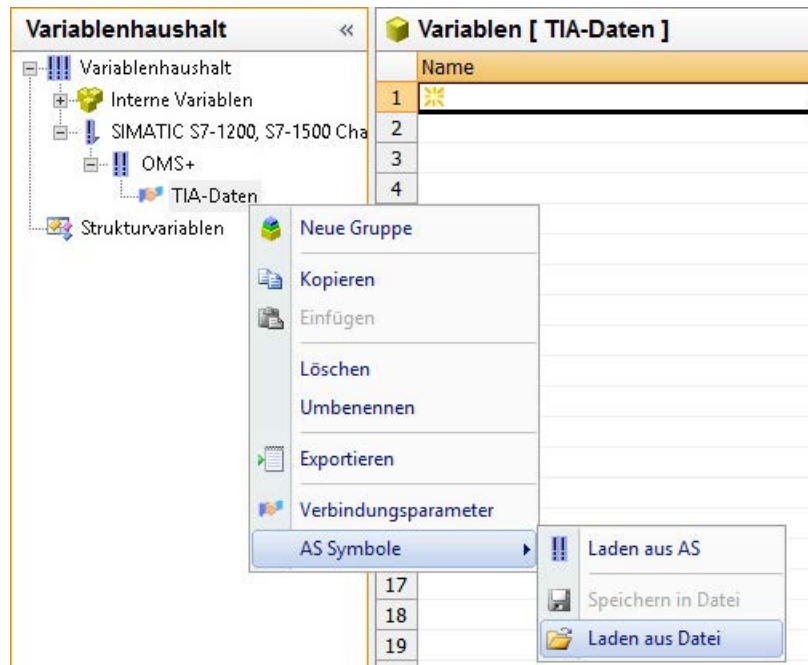 Variablenhaushalt «
Variablenhaushalt
Interne Variablen
SIMATIC S7-1200, S7-1500 Cha
OMS+
TIA-Daten
Strukturvariablen
Variablen [ TIA-Daten ]
Name
1
2
3
4
Neue Gruppe
Kopieren
Einfügen
Löschen
Umbenennen
Exportieren
Verbindungsparameter
AS Symbole
Laden aus AS
Speichern in Datei
Laden aus Datei
17
18
19